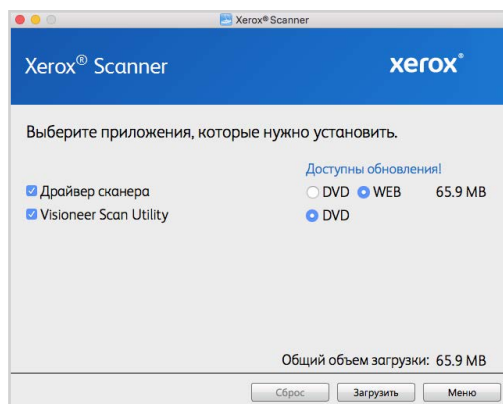 Xerox® Scanner
Xerox® Scanner
xerox®
Выберите приложения, которые нужно установить.
Доступны обновления!
Драйвер сканера DVD WEB 65.9 MB
Visioneer Scan Utility DVD
Общий объем загрузки: 65.9 MB
Сброс Загрузить Меню